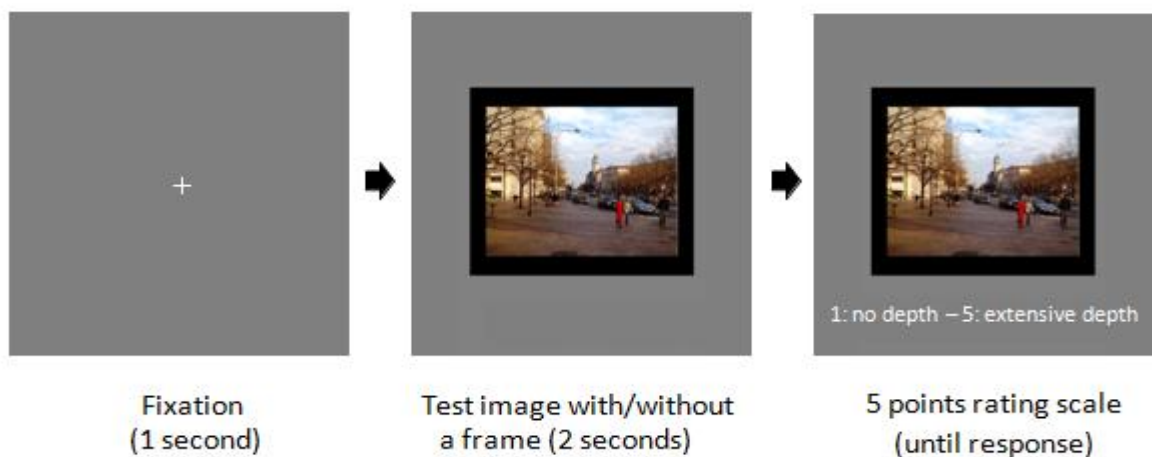 1: no depth – 5: extensive depth
Fixation
(1 second)
Test image with/without
a frame (2 seconds)
5 points rating scale
(until response)